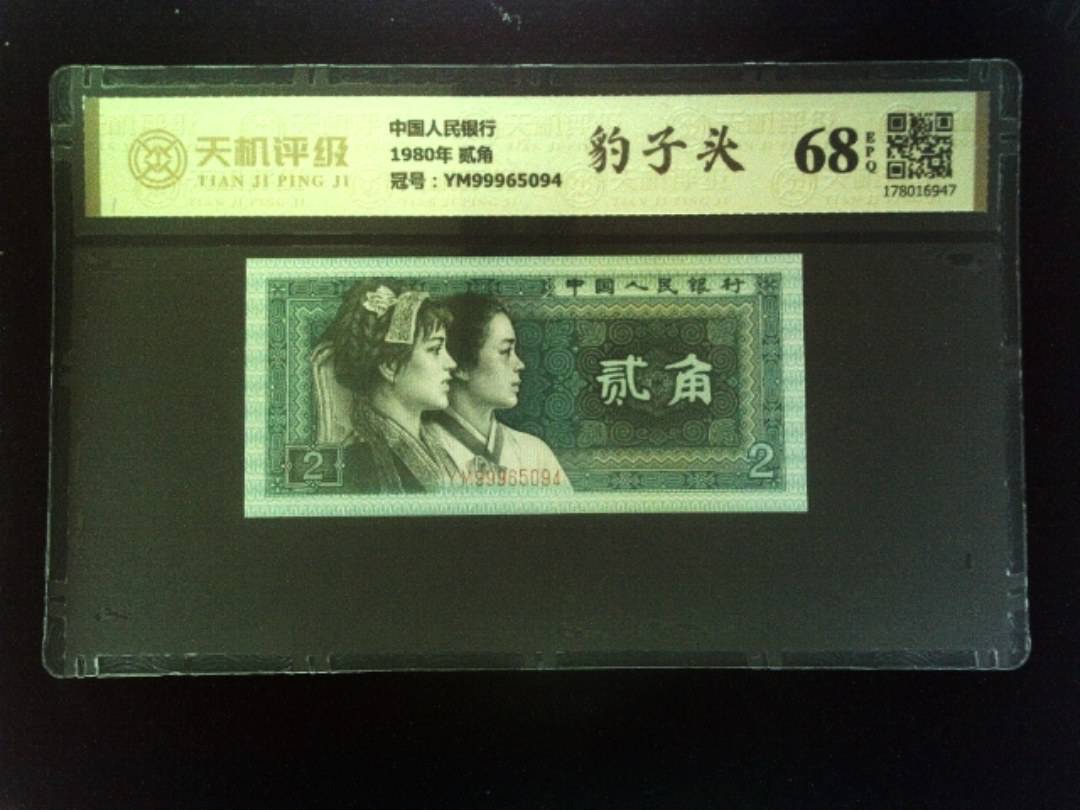 天机评级
TIAN JI PING JI
中国人民银行
1980年 贰角
冠号：YM99965094
豹子头
68
EPQ
178016947
中国人民银行
贰角
2
2
YM99965094